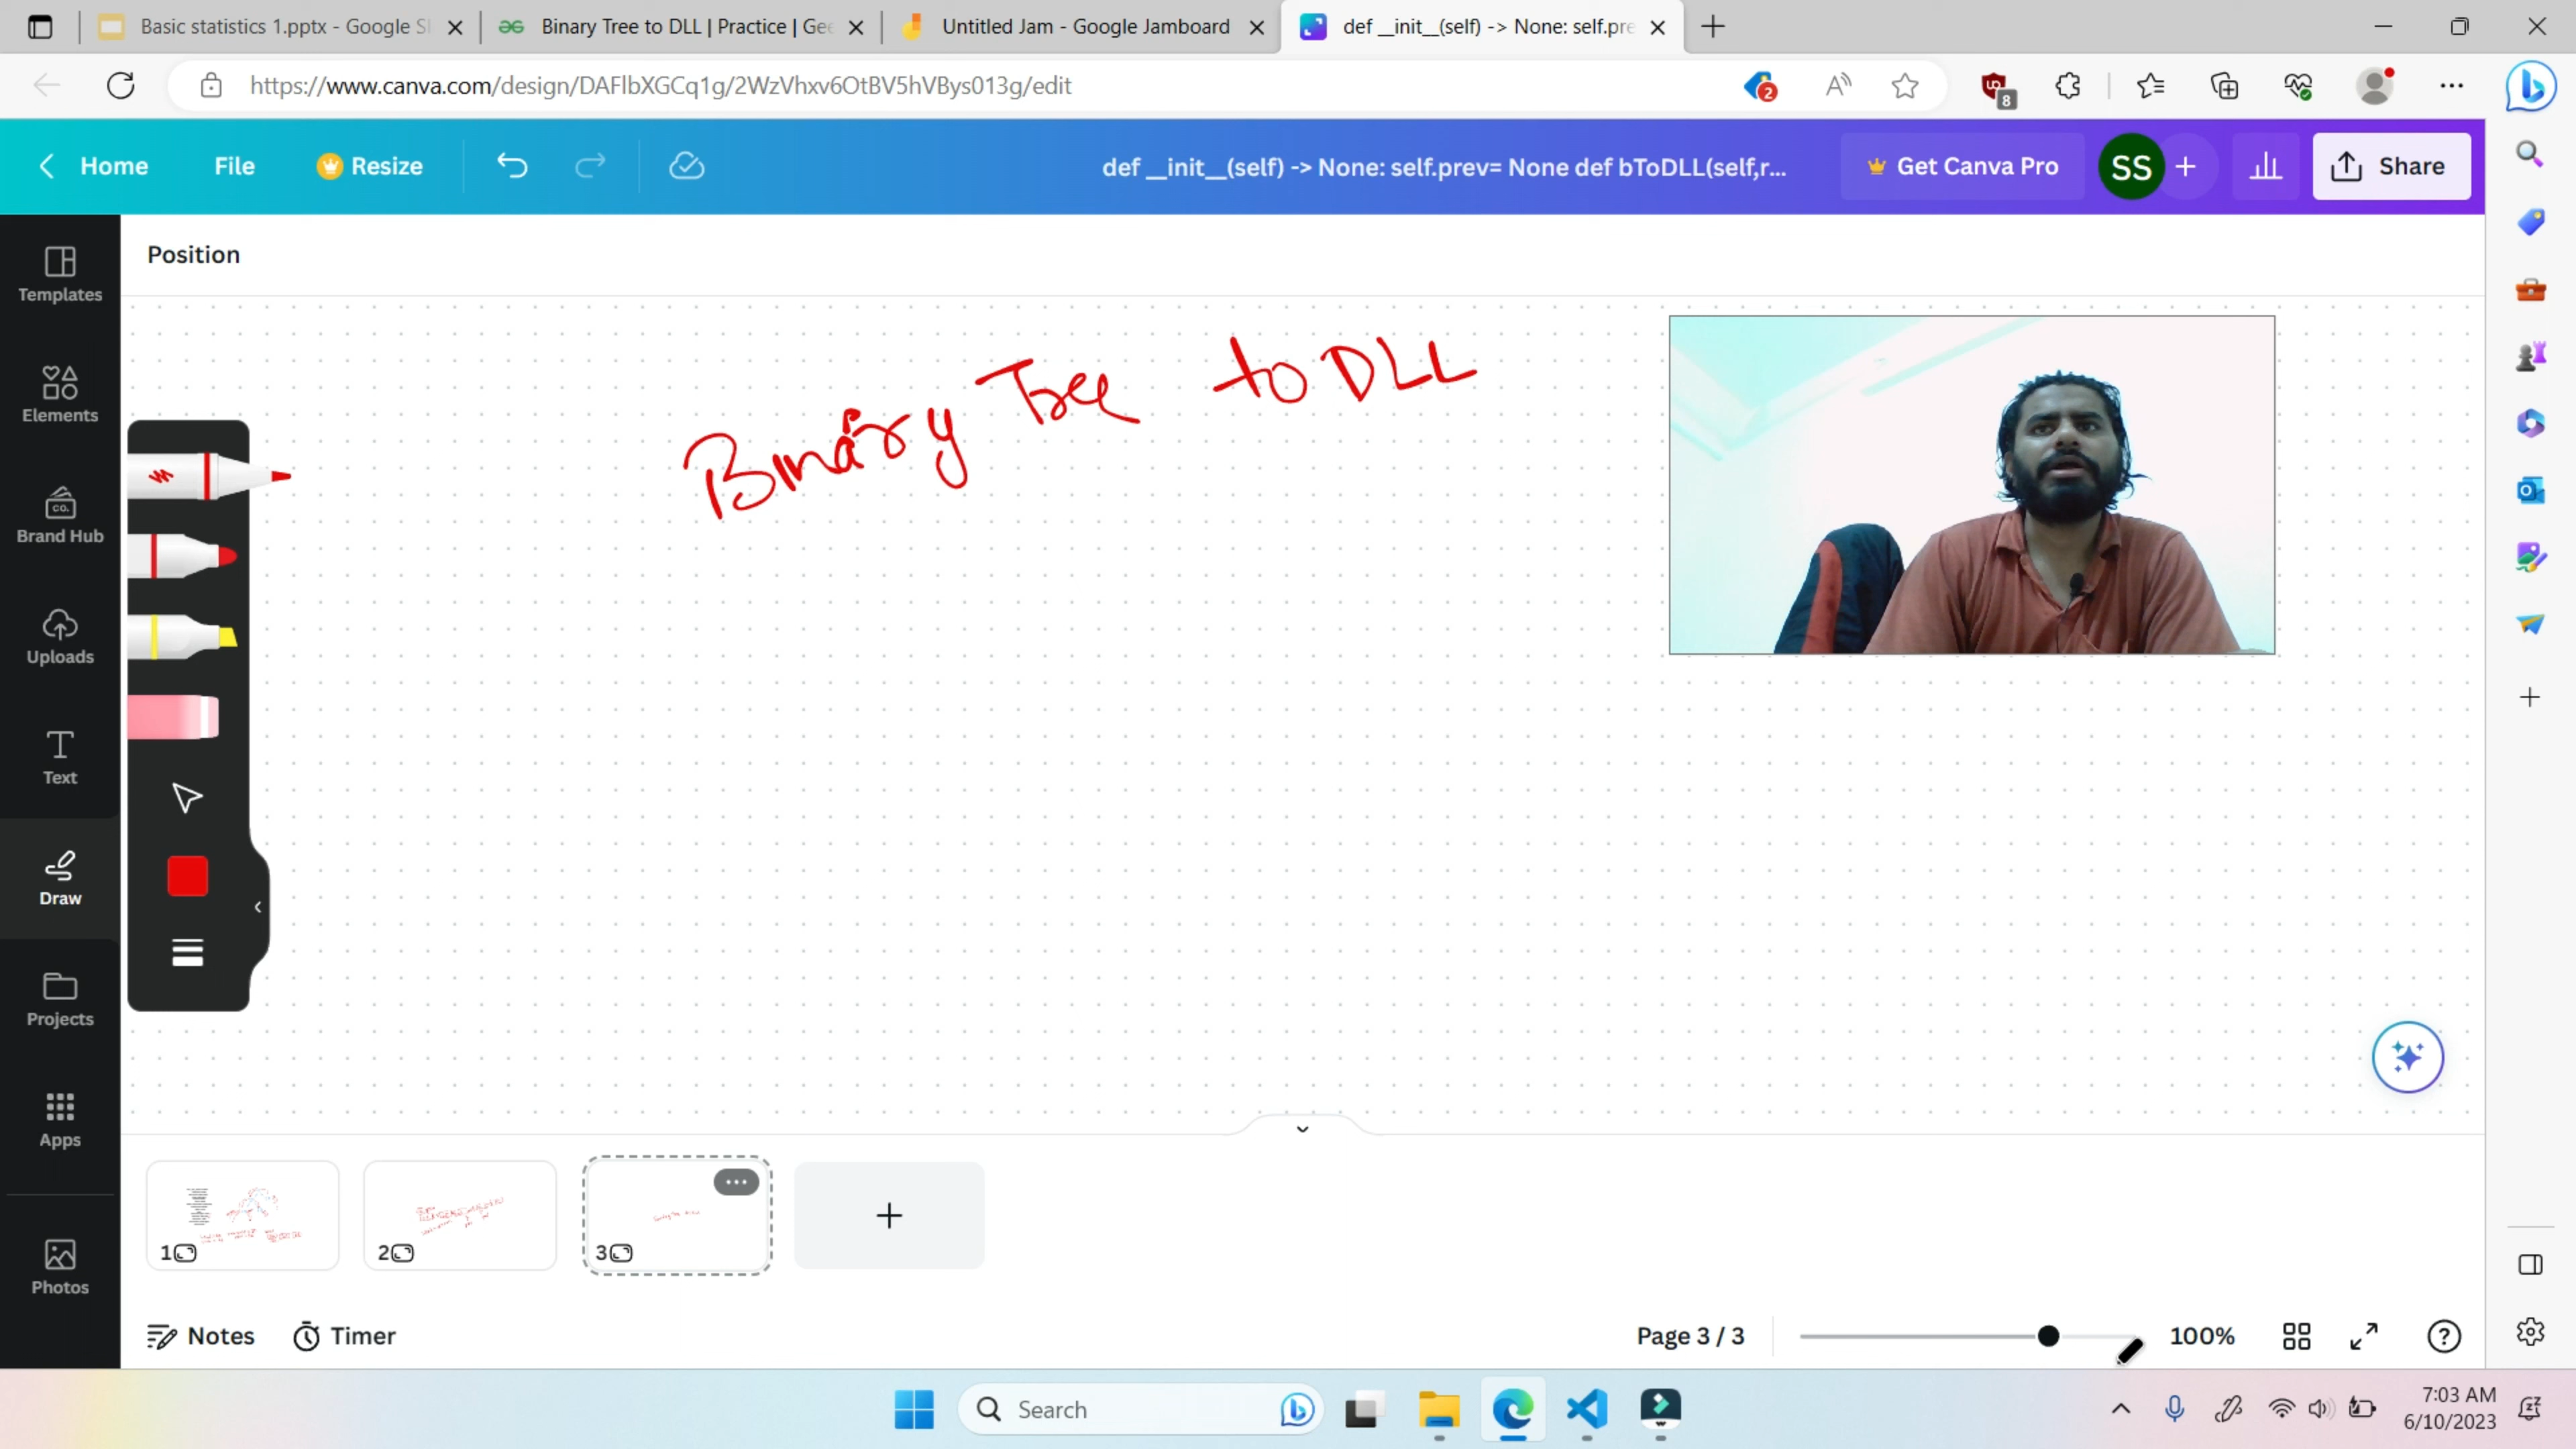 Basic statistics 1.pptx - Google Sl
Binary Tree to DLL | Practice | Gee
Untitled Jam - Google Jamboard
def __init__(self) -> None: self.pre
https://www.canva.com/design/DAFlbXGCq1g/2WzVhxv6OtBV5hVBys013g/edit
2
8
Home
File
Resize
def __init__(self) -> None: self.prev= None def bToDLL(self,r...
Get Canva Pro
SS
Share
Position
Templates
Elements
Brand Hub
Uploads
Text
Draw
Projects
Apps
Photos
Binary Tree to DLL
1
2
3
Notes
Timer
Page 3 / 3
100%
Search
7:03 AM
6/10/2023